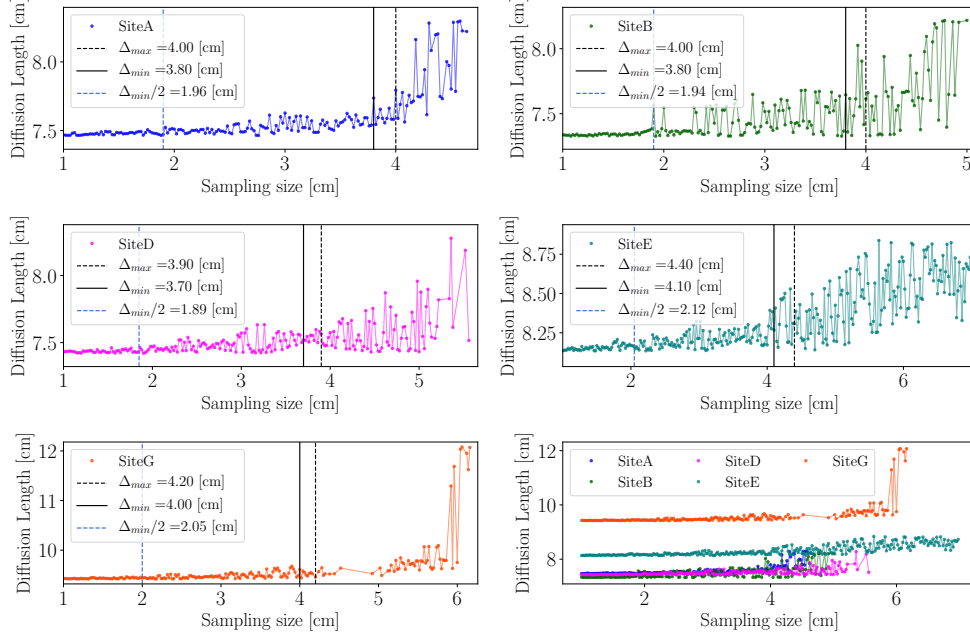 Diffusion Length [cm]
8.0
7.5
SiteA
Δmax =4.00 [cm]
Δmin =3.80 [cm]
Δmin/2 =1.96 [cm]
1 2 3 4
Sampling size [cm]
Diffusion Length [cm]
8.0
7.5
SiteB
Δmax =4.00 [cm]
Δmin =3.80 [cm]
Δmin/2 =1.94 [cm]
1 2 3 4 5
Sampling size [cm]
Diffusion Length [cm]
8.0
7.5
SiteD
Δmax =3.90 [cm]
Δmin =3.70 [cm]
Δmin/2 =1.89 [cm]
1 2 3 4 5
Sampling size [cm]
Diffusion Length [cm]
8.75
8.50
8.25
SiteE
Δmax =4.40 [cm]
Δmin =4.10 [cm]
Δmin/2 =2.12 [cm]
2 4 6
Sampling size [cm]
Diffusion Length [cm]
12
11
10
SiteG
Δmax =4.20 [cm]
Δmin =4.00 [cm]
Δmin/2 =2.05 [cm]
1 2 3 4 5 6
Sampling size [cm]
Diffusion Length [cm]
12
10
8
SiteA SiteD SiteG
SiteB SiteE
2 4 6
Sampling size [cm]